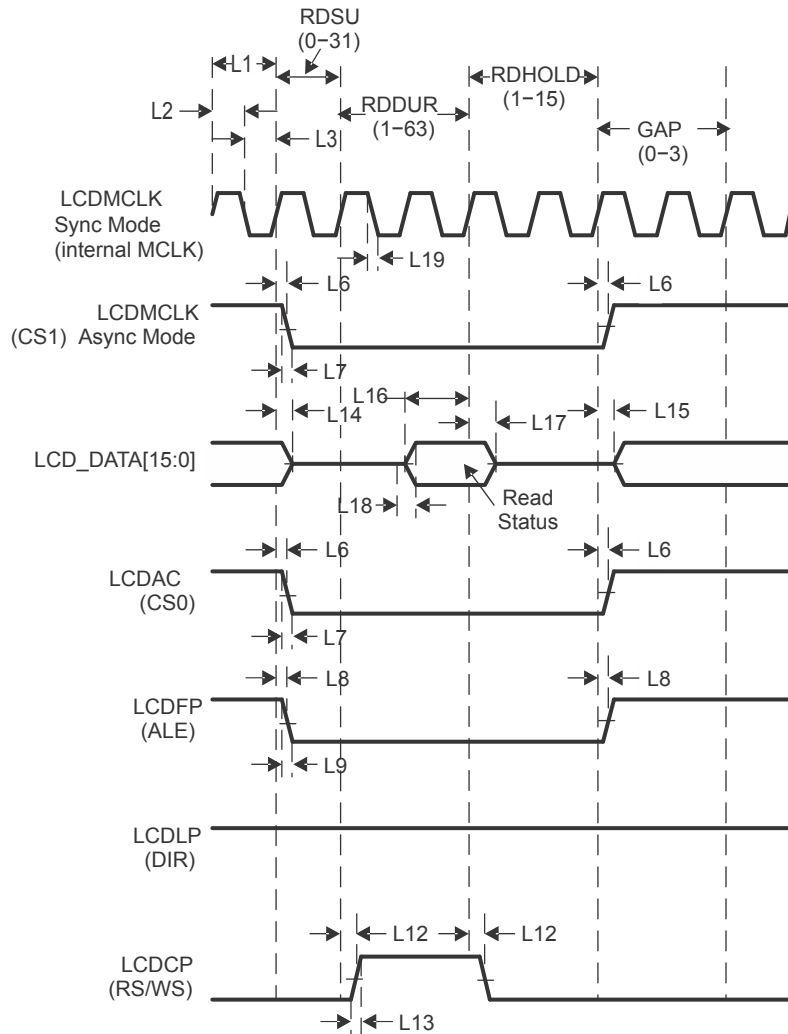 RDSU
(0−31)
L1
RDHOLD
(1−15)
L2
RDDUR
(1−63)
L3
GAP
(0−3)
LCDMCLK
Sync Mode
(internal MCLK)
L19
L6
L6
LCDMCLK
(CS1) Async Mode
L7
L16
L14
L17
L15
LCD_DATA[15:0]
L18
Read
Status
L6
L6
LCDAC
(CS0)
L7
L8
L8
LCDFP
(ALE)
L9
LCDLP
(DIR)
L12
L12
LCDCP
(RS/WS)
L13